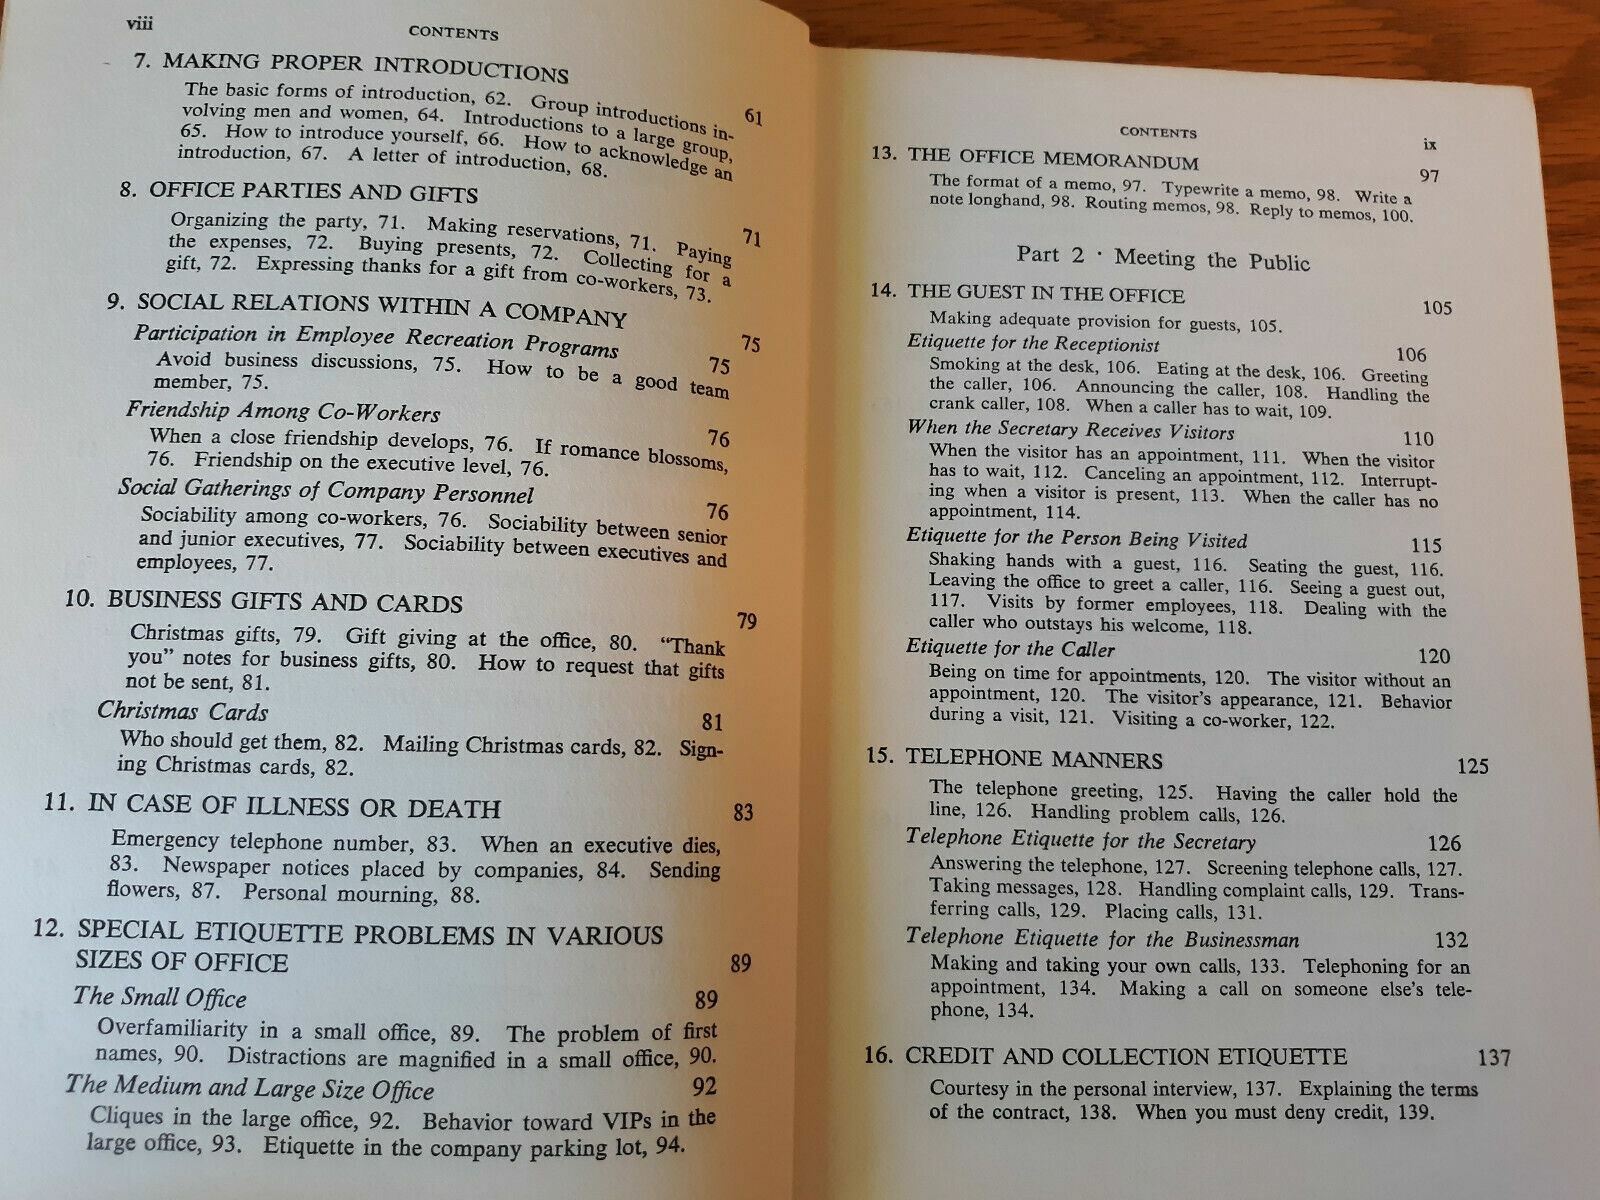 viii
CONTENTS
7. MAKING PROPER INTRODUCTIONS 61
The basic forms of introduction, 62. Group introductions in-
volving men and women, 64. Introductions to a large group,
65. How to introduce yourself, 66. How to acknowledge an
introduction, 67. A letter of introduction, 68.
8. OFFICE PARTIES AND GIFTS 71
Organizing the party, 71. Making reservations, 71. Paying
the expenses, 72. Buying presents, 72. Collecting for a
gift, 72. Expressing thanks for a gift from co-workers, 73.
9. SOCIAL RELATIONS WITHIN A COMPANY 75
Participation in Employee Recreation Programs 75
Avoid business discussions, 75. How to be a good team
member, 75.
Friendship Among Co-Workers 76
When a close friendship develops, 76. If romance blossoms,
76. Friendship on the executive level, 76.
Social Gatherings of Company Personnel 76
Sociability among co-workers, 76. Sociability between senior
and junior executives, 77. Sociability between executives and
employees, 77.
10. BUSINESS GIFTS AND CARDS 79
Christmas gifts, 79. Gift giving at the office, 80. “Thank
you” notes for business gifts, 80. How to request that gifts
not be sent, 81.
Christmas Cards 81
Who should get them, 82. Mailing Christmas cards, 82. Sign-
ing Christmas cards, 82.
11. IN CASE OF ILLNESS OR DEATH 83
Emergency telephone number, 83. When an executive dies,
83. Newspaper notices placed by companies, 84. Sending
flowers, 87. Personal mourning, 88.
12. SPECIAL ETIQUETTE PROBLEMS IN VARIOUS
SIZES OF OFFICE 89
The Small Office 89
Overfamiliarity in a small office, 89. The problem of first
names, 90. Distractions are magnified in a small office, 90.
The Medium and Large Size Office 92
Cliques in the large office, 92. Behavior toward VIPs in the
large office, 93. Etiquette in the company parking lot, 94.
CONTENTS
ix
13. THE OFFICE MEMORANDUM 97
The format of a memo, 97. Typewrite a memo, 98. Write a
note longhand, 98. Routing memos, 98. Reply to memos, 100.
Part 2 · Meeting the Public
14. THE GUEST IN THE OFFICE 105
Making adequate provision for guests, 105.
Etiquette for the Receptionist 106
Smoking at the desk, 106. Eating at the desk, 106. Greeting
the caller, 106. Announcing the caller, 108. Handling the
crank caller, 108. When a caller has to wait, 109.
When the Secretary Receives Visitors 110
When the visitor has an appointment, 111. When the visitor
has to wait, 112. Canceling an appointment, 112. Interrupt-
ing when a visitor is present, 113. When the caller has no
appointment, 114.
Etiquette for the Person Being Visited 115
Shaking hands with a guest, 116. Seating the guest, 116.
Leaving the office to greet a caller, 116. Seeing a guest out,
117. Visits by former employees, 118. Dealing with the
caller who outstays his welcome, 118.
Etiquette for the Caller 120
Being on time for appointments, 120. The visitor without an
appointment, 120. The visitor’s appearance, 121. Behavior
during a visit, 121. Visiting a co-worker, 122.
15. TELEPHONE MANNERS 125
The telephone greeting, 125. Having the caller hold the
line, 126. Handling problem calls, 126.
Telephone Etiquette for the Secretary 126
Answering the telephone, 127. Screening telephone calls, 127.
Taking messages, 128. Handling complaint calls, 129. Trans-
ferring calls, 129. Placing calls, 131.
Telephone Etiquette for the Businessman 132
Making and taking your own calls, 133. Telephoning for an
appointment, 134. Making a call on someone else’s tele-
phone, 134.
16. CREDIT AND COLLECTION ETIQUETTE 137
Courtesy in the personal interview, 137. Explaining the terms
of the contract, 138. When you must deny credit, 139.